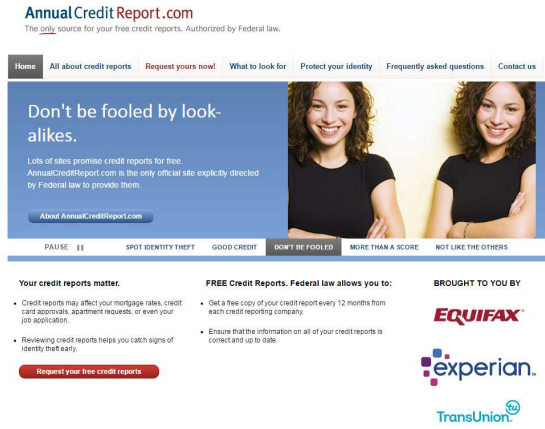 AnnualCreditReport.com
The only source for your free credit reports. Authorized by Federal law.
Home All about credit reports Request yours now! What to look for Protect your identity Frequently asked questions Contact us
Don't be fooled by look-
alikes.
Lots of sites promise credit reports for free.
AnnualCreditReport.com is the only official site explicitly directed
by Federal law to provide them.
About AnnualCreditReport.com
PAUSE SPOT IDENTITY THEFT GOOD CREDIT DON'T BE FOOLED MORE THAN A SCORE NOT LIKE THE OTHERS
Your credit reports matter.
Credit reports may affect your mortgage rates, credit
card approvals, apartment requests, or even your
job application.
Reviewing credit reports helps you catch signs of
identity theft early.
Request your free credit reports
FREE Credit Reports. Federal law allows you to:
Get a free copy of your credit report every 12 months from
each credit reporting company.
Ensure that the information on all of your credit reports is
correct and up to date.
BROUGHT TO YOU BY
EQUIFAX
experian
tu
TransUnion